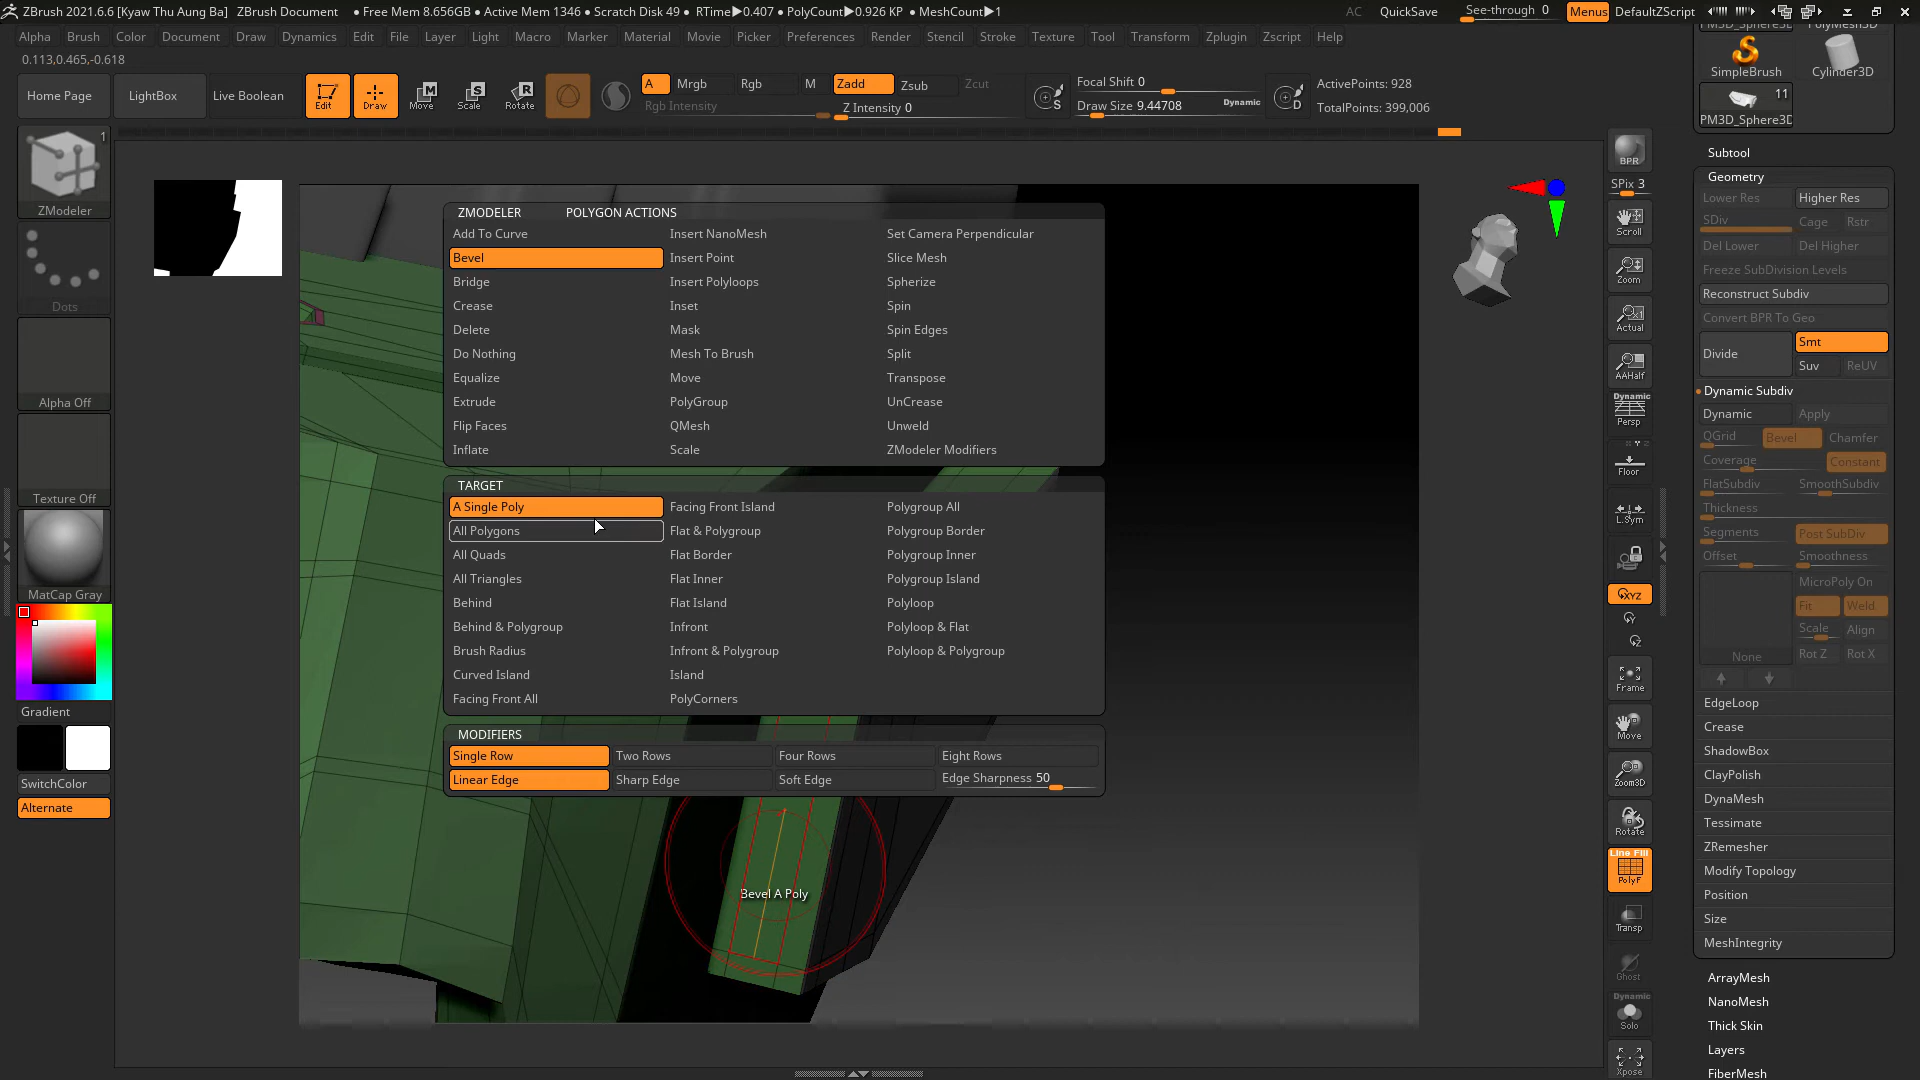 ZBrush 2021.6.6 [Kyaw Thu Aung Ba] ZBrush Document • Free Mem 8.656GB • Active Mem 1346 • Scratch Disk 49 • RTime▶0.407 • PolyCount▶0.926 KP • MeshCount▶1 AC QuickSave See-through 0 Menus DefaultZScript
Alpha Brush Color Document Draw Dynamics Edit File Layer Light Macro Marker Material Movie Picker Preferences Render Stencil Stroke Texture Tool Transform Zplugin Zscript Help
0.113,0.465,-0.618
Home Page LightBox Live Boolean Edit Draw Move Scale Rotate
A Mrgb Rgb M Zadd Zsub Zcut
Rgb Intensity Z Intensity 0
Focal Shift 0
Draw Size 9.44708 Dynamic
S D
ActivePoints: 928
TotalPoints: 399,006
1
ZModeler
Dots
Alpha Off
Texture Off
MatCap Gray
Gradient
SwitchColor
Alternate
ZMODELER POLYGON ACTIONS
Add To Curve Insert NanoMesh Set Camera Perpendicular
Bevel Insert Point Slice Mesh
Bridge Insert Polyloops Spherize
Crease Inset Spin
Delete Mask Spin Edges
Do Nothing Mesh To Brush Split
Equalize Move Transpose
Extrude PolyGroup UnCrease
Flip Faces QMesh Unweld
Inflate Scale ZModeler Modifiers
TARGET
A Single Poly Facing Front Island Polygroup All
All Polygons Flat & Polygroup Polygroup Border
All Quads Flat Border Polygroup Inner
All Triangles Flat Inner Polygroup Island
Behind Flat Island Polyloop
Behind & Polygroup Infront Polyloop & Flat
Brush Radius Infront & Polygroup Polyloop & Polygroup
Curved Island Island
Facing Front All PolyCorners
MODIFIERS
Single Row Two Rows Four Rows Eight Rows
Linear Edge Sharp Edge Soft Edge Edge Sharpness 50
Bevel A Poly
BPR
SPix 3
Scroll
Zoom
Actual
AAHalf
Dynamic
Persp
Floor
L.Sym
XYZ
Frame
Move
Zoom3D
Rotate
Line Fill
PolyF
Transp
Ghost
Dynamic
Solo
Xpose
SimpleBrush Cylinder3D
11
PM3D_Sphere3D
Subtool
Geometry
Lower Res Higher Res
SDiv Cage Rstr
Del Lower Del Higher
Freeze SubDivision Levels
Reconstruct Subdiv
Convert BPR To Geo
Divide Smt
Suv ReUV
Dynamic Subdiv
Dynamic Apply
QGrid Bevel Chamfer
Coverage Constant
FlatSubdiv SmoothSubdiv
Thickness
Segments Post SubDiv
Offset Smoothness
MicroPoly On
Fit Weld
Scale Align
None Rot Z Rot X
EdgeLoop
Crease
ShadowBox
ClayPolish
DynaMesh
Tessimate
ZRemesher
Modify Topology
Position
Size
MeshIntegrity
ArrayMesh
NanoMesh
Thick Skin
Layers
FiberMesh